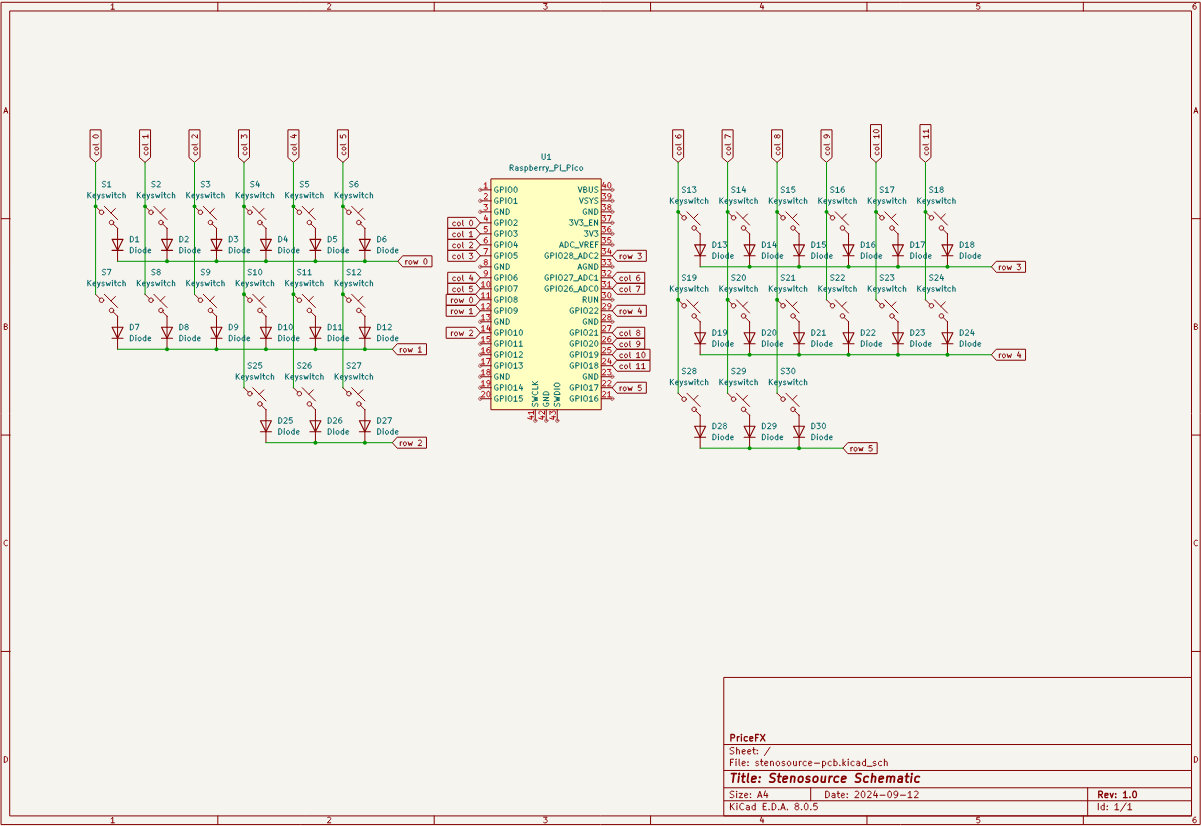 1 2 3 4 5 6
A A
B B
C C
D D
col 0 col 1 col 2 col 3 col 4 col 5
S1 S2 S3 S4 S5 S6
Keyswitch Keyswitch Keyswitch Keyswitch Keyswitch Keyswitch
D1 D2 D3 D4 D5 D6
Diode Diode Diode Diode Diode Diode
row 0
S7 S8 S9 S10 S11 S12
Keyswitch Keyswitch Keyswitch Keyswitch Keyswitch Keyswitch
D7 D8 D9 D10 D11 D12
Diode Diode Diode Diode Diode Diode
row 1
S25 S26 S27
Keyswitch Keyswitch Keyswitch
D25 D26 D27
Diode Diode Diode
row 2
U1
Raspberry_Pi_Pico
1 GPIO0 VBUS 40
2 GPIO1 VSYS 39
3 GND GND 38
col 0 4 GPIO2 3V3_EN 37
col 1 5 GPIO3 3V3 36
col 2 6 GPIO4 ADC_VREF 35
col 3 7 GPIO5 GPIO28_ADC2 34 row 3
8 GND AGND 33
col 4 9 GPIO6 GPIO27_ADC1 32 col 6
col 5 10 GPIO7 GPIO26_ADC0 31 col 7
row 0 11 GPIO8 RUN 30
row 1 12 GPIO9 GPIO22 29 row 4
13 GND GND 28
row 2 14 GPIO10 GPIO21 27 col 8
15 GPIO11 GPIO20 26 col 9
16 GPIO12 GPIO19 25 col 10
17 GPIO13 GPIO18 24 col 11
18 GND GND 23
19 GPIO14 GPIO17 22 row 5
20 GPIO15 GPIO16 21
SWCLK GND SWDIO
41 42 43
col 6 col 7 col 8 col 9 col 10 col 11
S13 S14 S15 S16 S17 S18
Keyswitch Keyswitch Keyswitch Keyswitch Keyswitch Keyswitch
D13 D14 D15 D16 D17 D18
Diode Diode Diode Diode Diode Diode
row 3
S19 S20 S21 S22 S23 S24
Keyswitch Keyswitch Keyswitch Keyswitch Keyswitch Keyswitch
D19 D20 D21 D22 D23 D24
Diode Diode Diode Diode Diode Diode
row 4
S28 S29 S30
Keyswitch Keyswitch Keyswitch
D28 D29 D30
Diode Diode Diode
row 5
PriceFX
Sheet: /
File: stenosource-pcb.kicad_sch
Title: Stenosource Schematic
Size: A4 Date: 2024-09-12 Rev: 1.0
KiCad E.D.A. 8.0.5 Id: 1/1
1 2 3 4 5 6